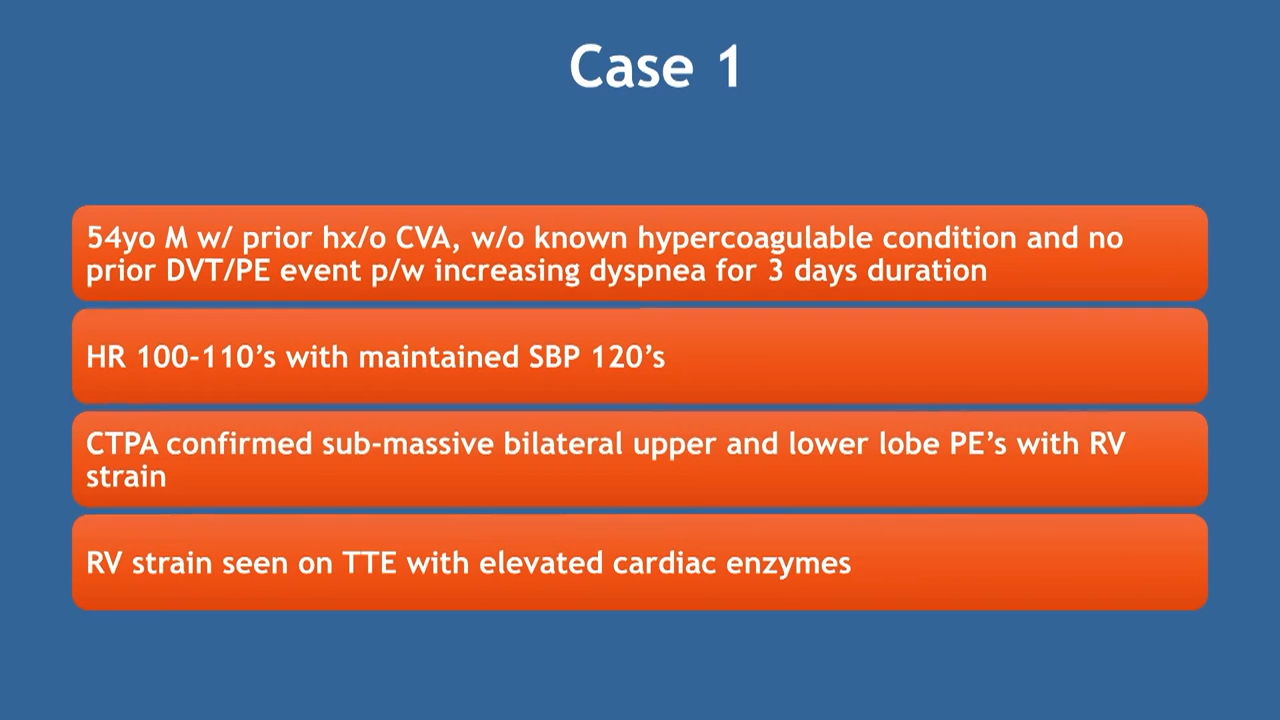 Case 1
54yo M w/ prior hx/o CVA, w/o known hypercoagulable condition and no
prior DVT/PE event p/w increasing dyspnea for 3 days duration
HR 100-110’s with maintained SBP 120’s
CTPA confirmed sub-massive bilateral upper and lower lobe PE’s with RV
strain
RV strain seen on TTE with elevated cardiac enzymes